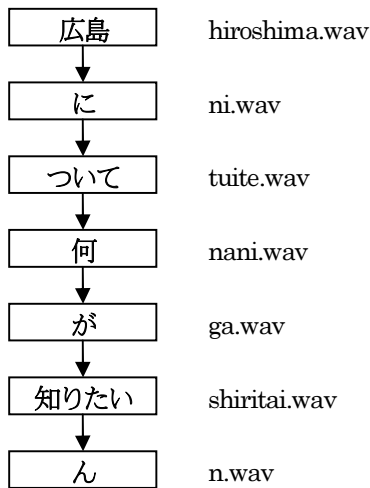 広島 hiroshima.wav
に ni.wav
ついて tuite.wav
何 nani.wav
が ga.wav
知りたい shiritai.wav
ん n.wav